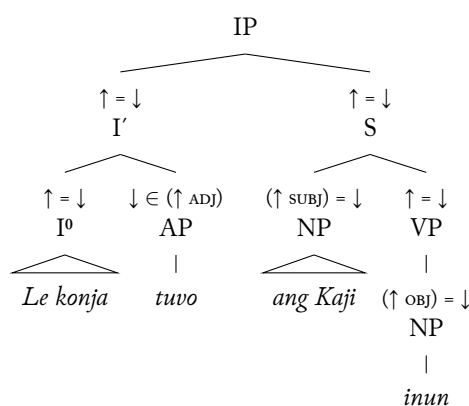 IP
↑ = ↓ ↑ = ↓
I′ S
↑ = ↓ ↓ ∈ (↑ ADJ) (↑ SUBJ) = ↓ ↑ = ↓
I⁰ AP NP VP
Le konja tuvo ang Kaji (↑ OBJ) = ↓
NP
inun